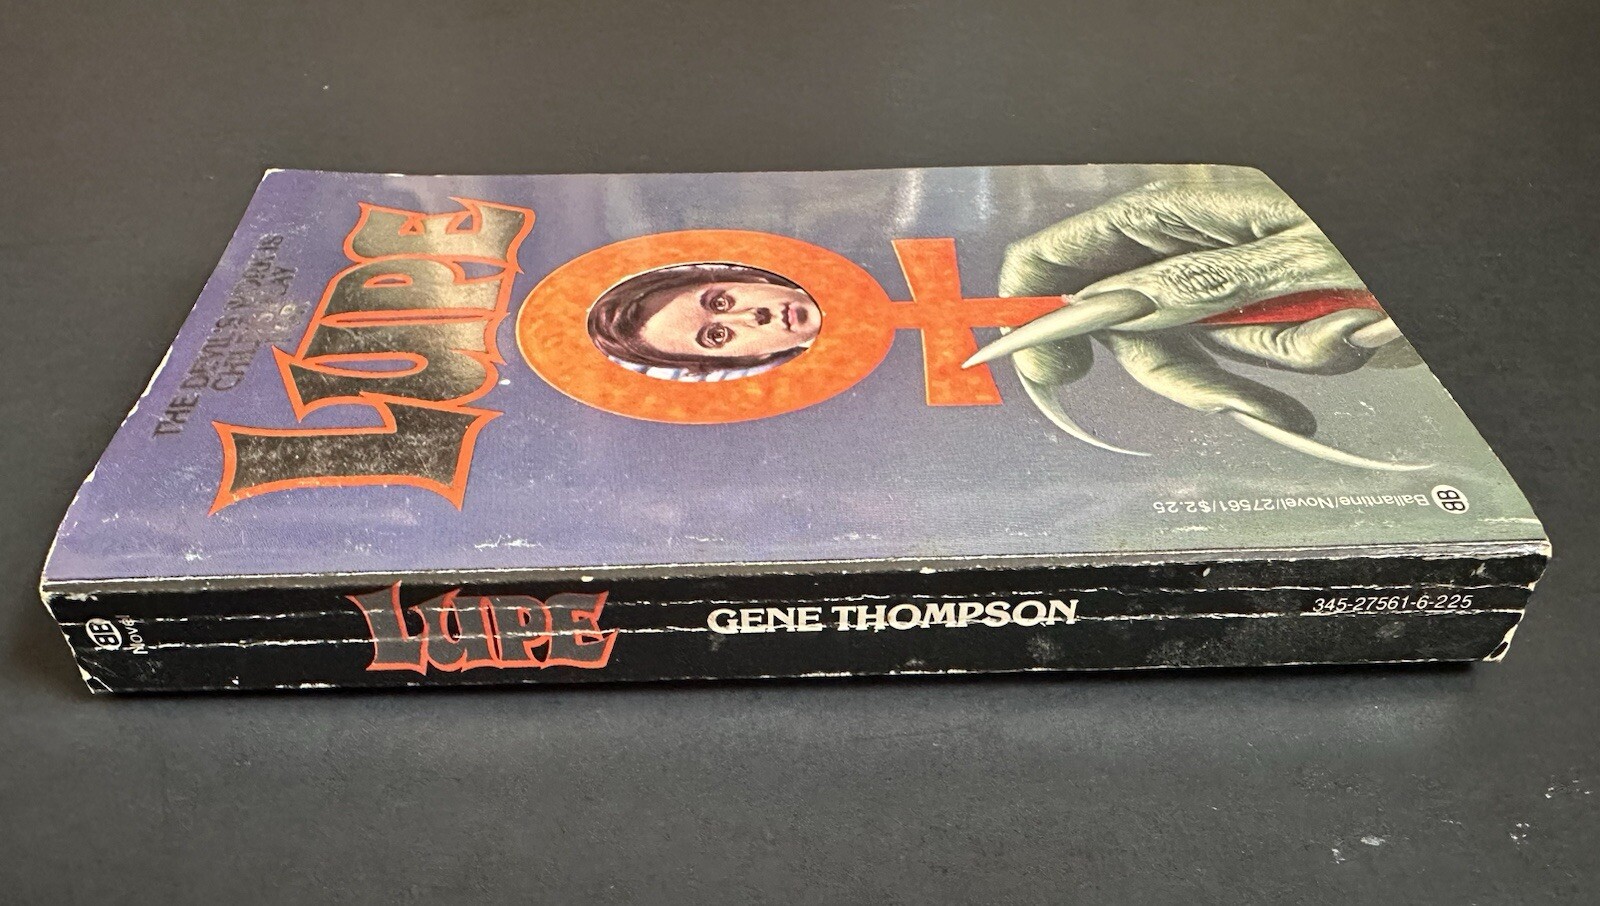 THE DEVIL'S WORK IS
CHILD'S PLAY
LUPE
BB Ballantine/Novel/27561/$2.25
BB
NOVEL
LUPE
GENE THOMPSON
345-27561-6-225